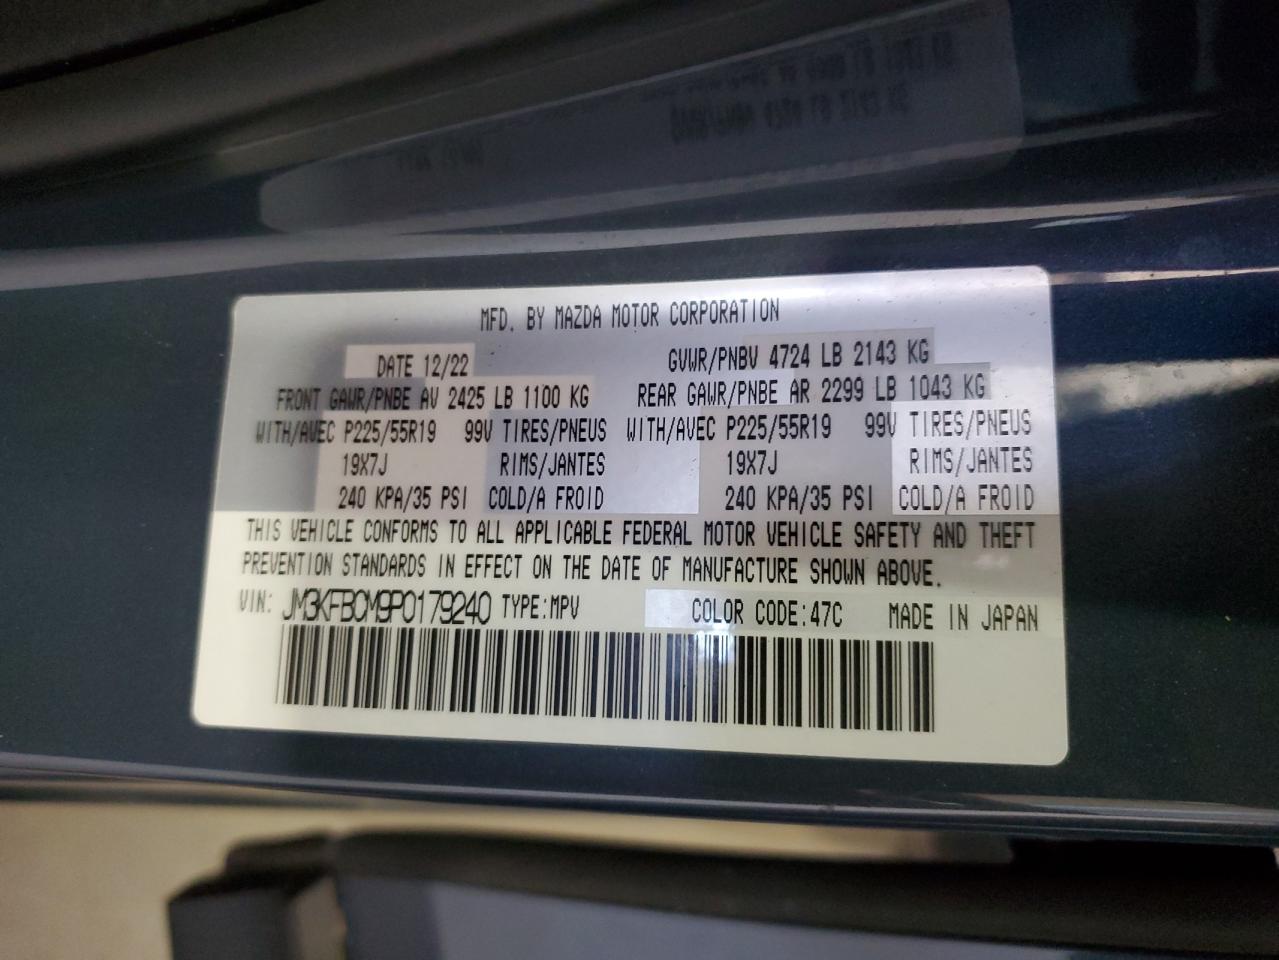 MFD. BY MAZDA MOTOR CORPORATION
DATE 12/22 GVWR/PNBV 4724 LB 2143 KG
FRONT GAWR/PNBE AV 2425 LB 1100 KG REAR GAWR/PNBE AR 2299 LB 1043 KG
WITH/AVEC P225/55R19 99V TIRES/PNEUS WITH/AVEC P225/55R19 99V TIRES/PNEUS
19X7J RIMS/JANTES 19X7J RIMS/JANTES
240 KPA/35 PSI COLD/A FROID 240 KPA/35 PSI COLD/A FROID
THIS VEHICLE CONFORMS TO ALL APPLICABLE FEDERAL MOTOR VEHICLE SAFETY AND THEFT
PREVENTION STANDARDS IN EFFECT ON THE DATE OF MANUFACTURE SHOWN ABOVE.
VIN: JM3KFBCM9P0179240 TYPE:MPV COLOR CODE:47C MADE IN JAPAN